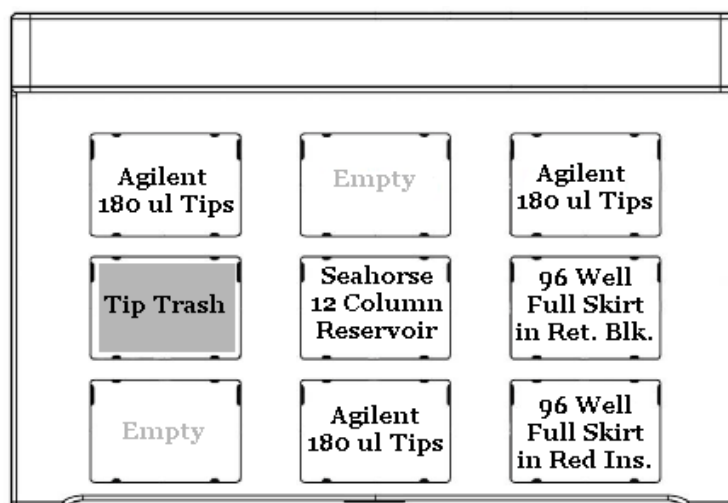 Agilent
180 ul Tips
Empty
Agilent
180 ul Tips
Tip Trash
Seahorse
12 Column
Reservoir
96 Well
Full Skirt
in Ret. Blk.
Empty
Agilent
180 ul Tips
96 Well
Full Skirt
in Red Ins.